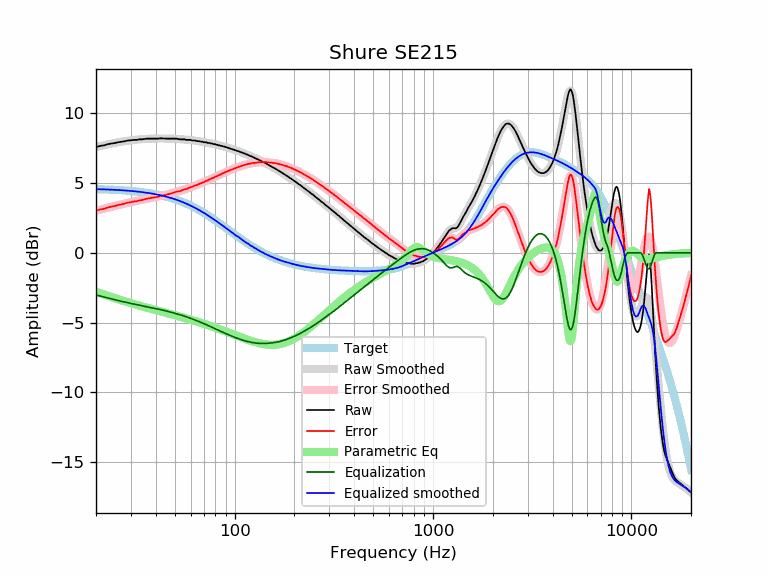 Shure SE215
Amplitude (dBr)
10
5
0
−5
−10
−15
Target
Raw Smoothed
Error Smoothed
Raw
Error
Parametric Eq
Equalization
Equalized smoothed
100
1000
10000
Frequency (Hz)